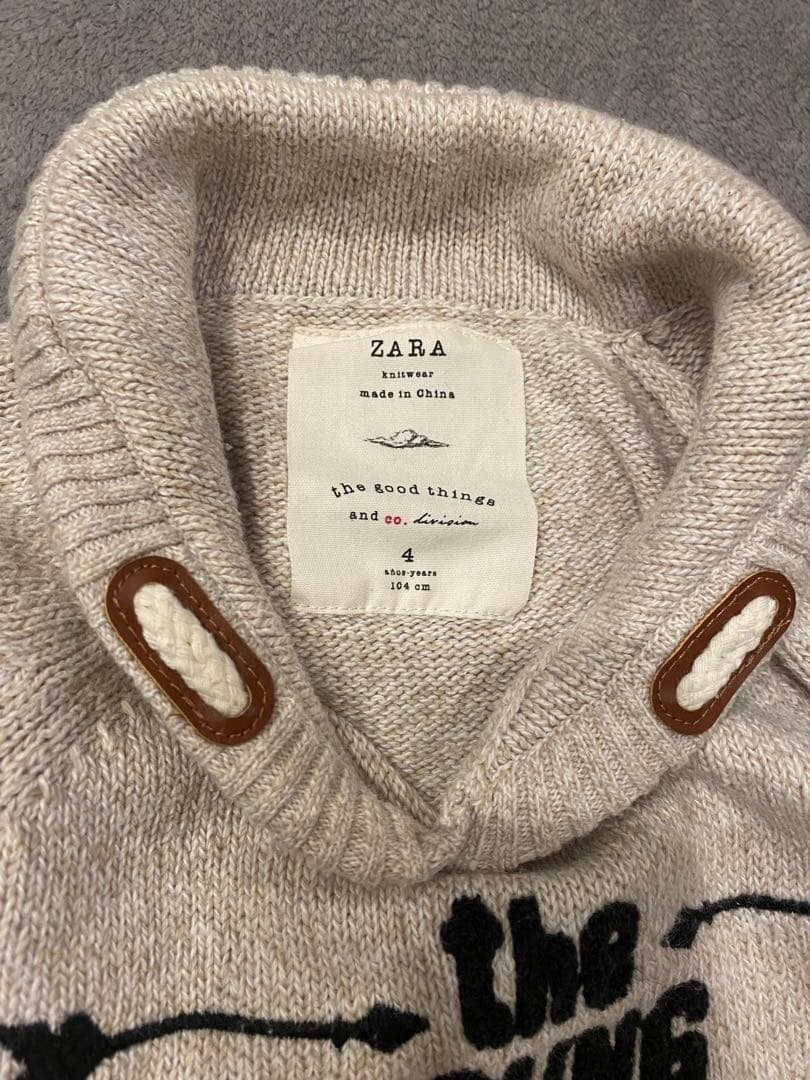 ZARA
knitwear
made in China
the good things
and co. division
4
años-years
104 cm
the